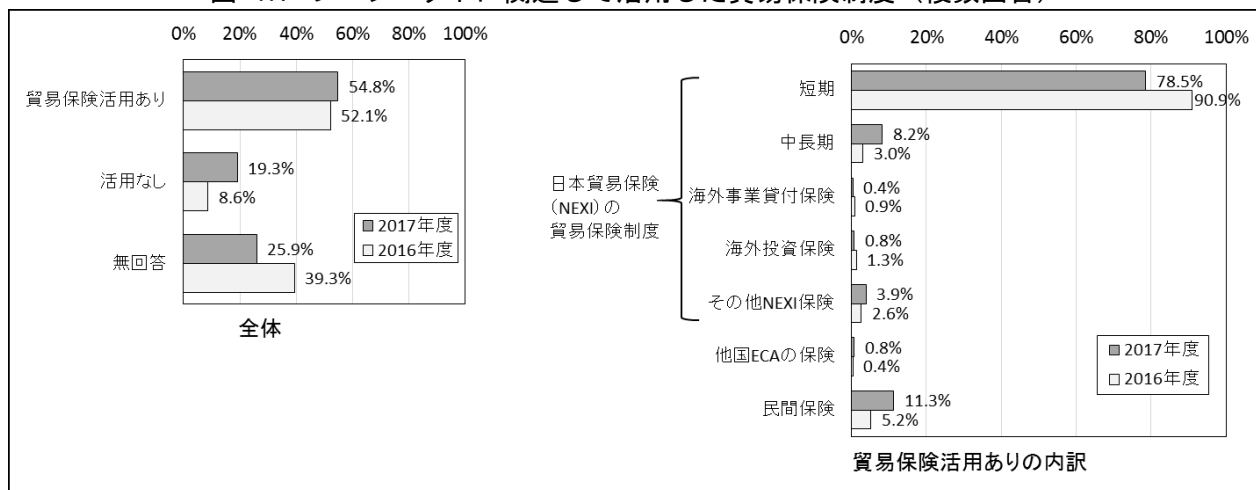 0% 20% 40% 60% 80% 100%
貿易保険活用あり
54.8%
52.1%
活用なし
19.3%
8.6%
無回答
25.9%
39.3%
2017年度
2016年度
全体
0% 20% 40% 60% 80% 100%
日本貿易保険
(NEXI)の
貿易保険制度
短期
78.5%
90.9%
中長期
8.2%
3.0%
海外事業貸付保険
0.4%
0.9%
海外投資保険
0.8%
1.3%
その他NEXI保険
3.9%
2.6%
他国ECAの保険
0.8%
0.4%
民間保険
11.3%
5.2%
2017年度
2016年度
貿易保険活用ありの内訳